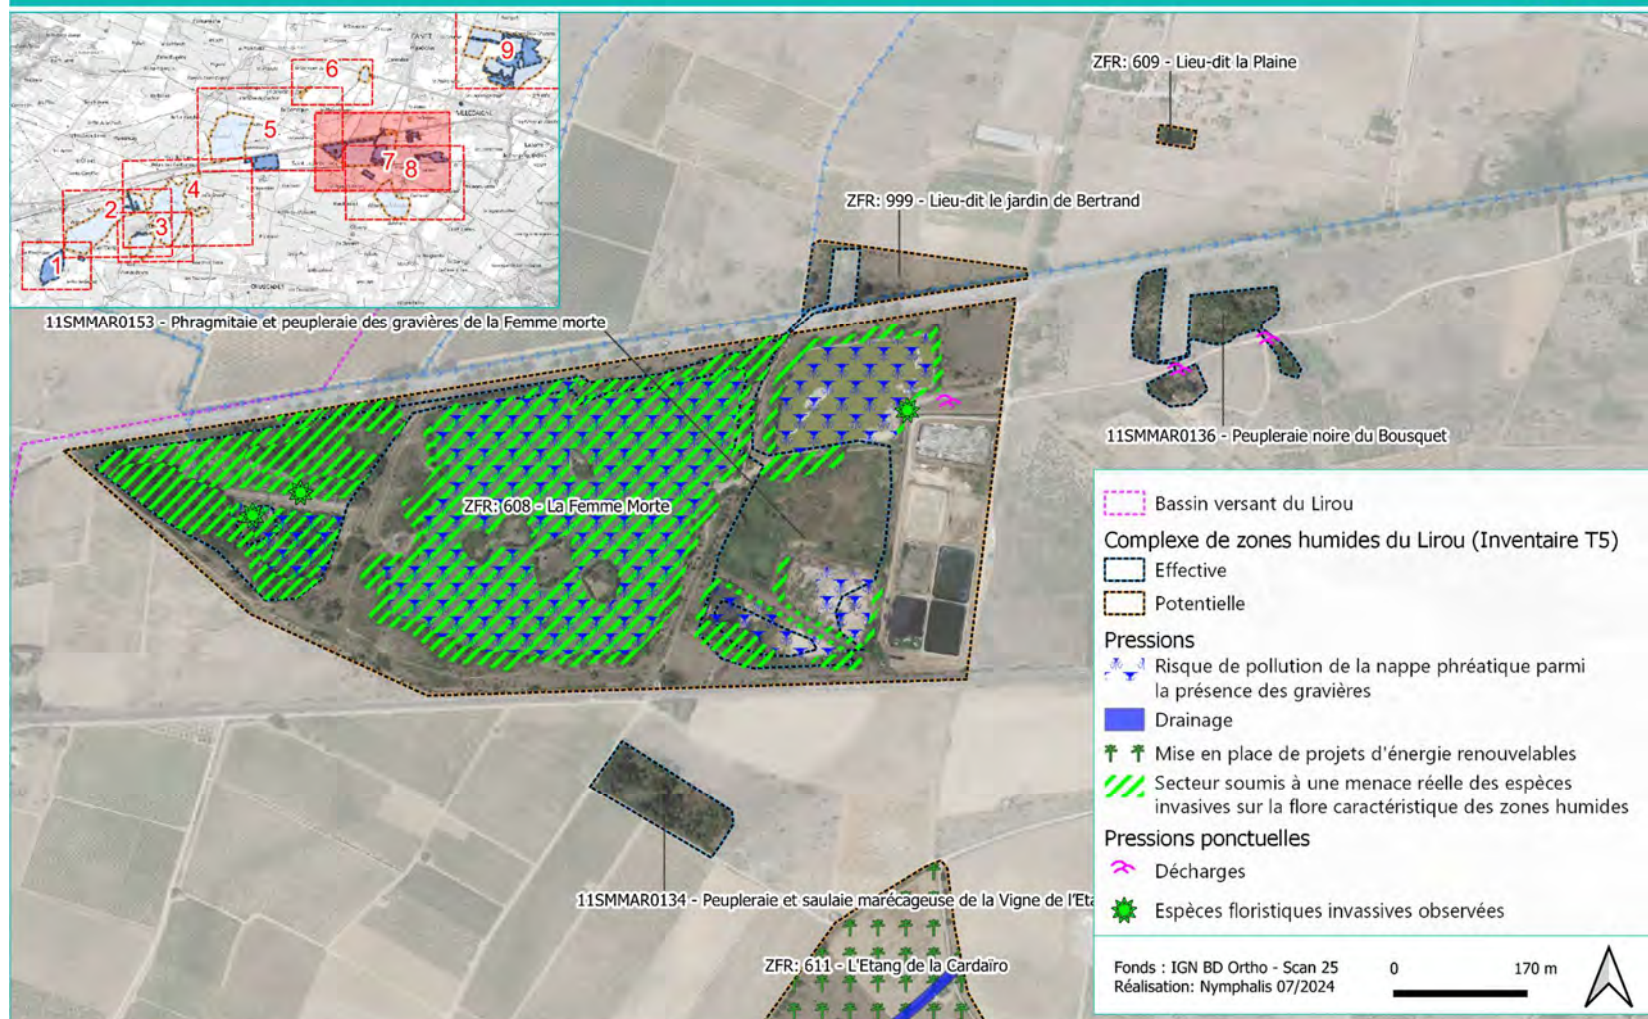 1
2
3
4
5
6
7
8
9
ZFR: 609 - Lieu-dit la Plaine
ZFR: 999 - Lieu-dit le jardin de Bertrand
11SMMAR0153 - Phragmitaie et peupleraie des gravières de la Femme morte
11SMMAR0136 - Peupleraie noire du Bousquet
ZFR: 608 - La Femme Morte
11SMMAR0134 - Peupleraie et saulaie marécageuse de la Vigne de l'Eta
ZFR: 611 - L'Etang de la Cardaïro
Bassin versant du Lirou
Complexe de zones humides du Lirou (Inventaire T5)
Effective
Potentielle
Pressions
Risque de pollution de la nappe phréatique parmi
la présence des gravières
Drainage
Mise en place de projets d'énergie renouvelables
Secteur soumis à une menace réelle des espèces
invasives sur la flore caractéristique des zones humides
Pressions ponctuelles
Décharges
Espèces floristiques invassives observées
Fonds : IGN BD Ortho - Scan 25
Réalisation: Nymphalis 07/2024
0 170 m